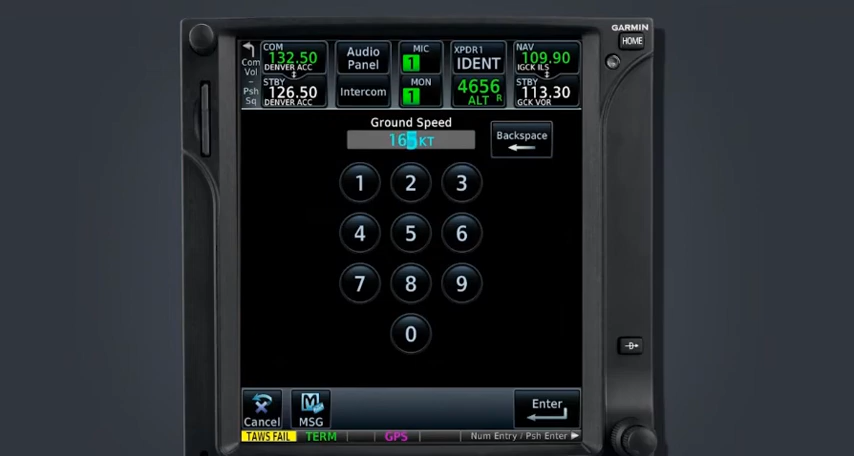 GARMIN
HOME
Com
Vol
–
Psh
Sq
COM
132.50
DENVER ACC
STBY
126.50
DENVER ACC
Audio
Panel
Intercom
MIC
1
MON
1
XPDR1
IDENT
4656
ALT R
NAV
109.90
IGCK ILS
STBY
113.30
GCK VOR
Ground Speed
165KT
Backspace
1 2 3
4 5 6
7 8 9
0
Cancel
MSG
Enter
TAWS FAIL TERM GPS Num Entry / Psh Enter